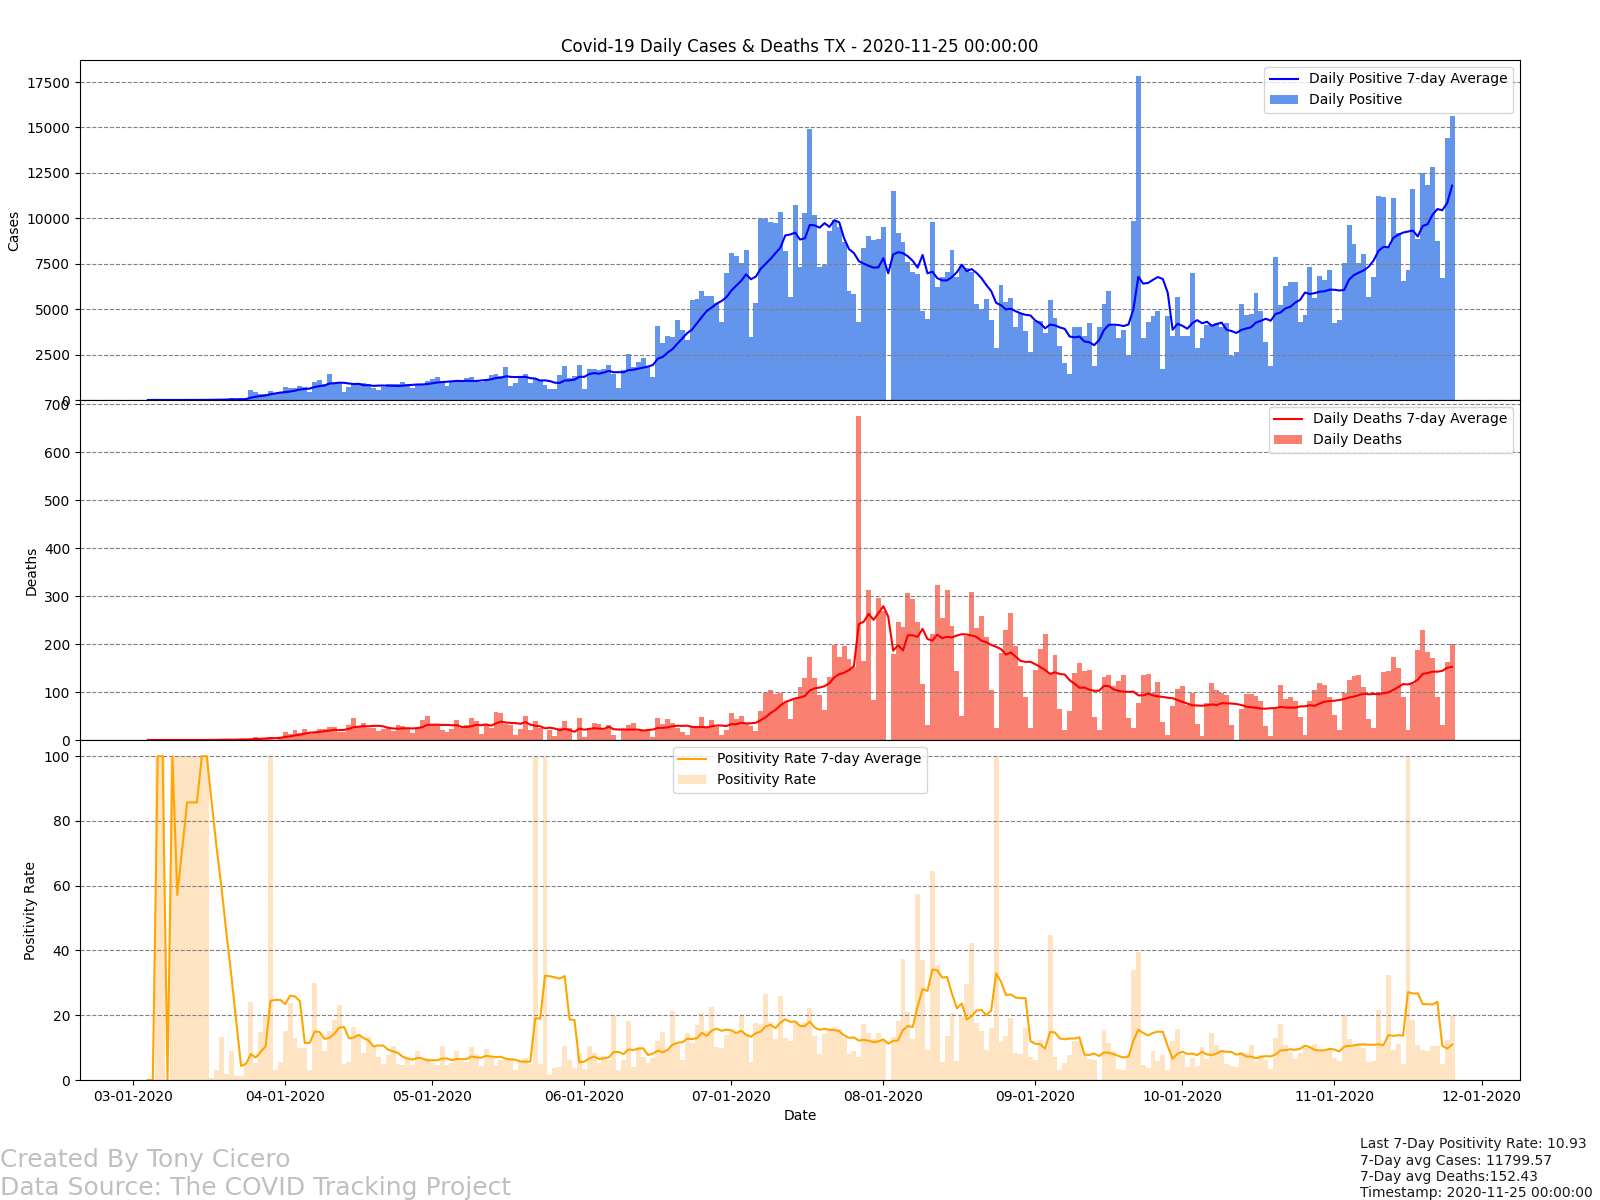 Covid-19 Daily Cases & Deaths TX - 2020-11-25 00:00:00
Daily Positive 7-day Average
Daily Positive
17500
15000
12500
10000
7500
5000
2500
0
Cases
Daily Deaths 7-day Average
Daily Deaths
700
600
500
400
300
200
100
0
Deaths
Positivity Rate 7-day Average
Positivity Rate
100
80
60
40
20
0
Positivity Rate
03-01-2020 04-01-2020 05-01-2020 06-01-2020 07-01-2020 08-01-2020 09-01-2020 10-01-2020 11-01-2020 12-01-2020
Date
Created By Tony Cicero
Data Source: The COVID Tracking Project
Last 7-Day Positivity Rate: 10.93
7-Day avg Cases: 11799.57
7-Day avg Deaths:152.43
Timestamp: 2020-11-25 00:00:00